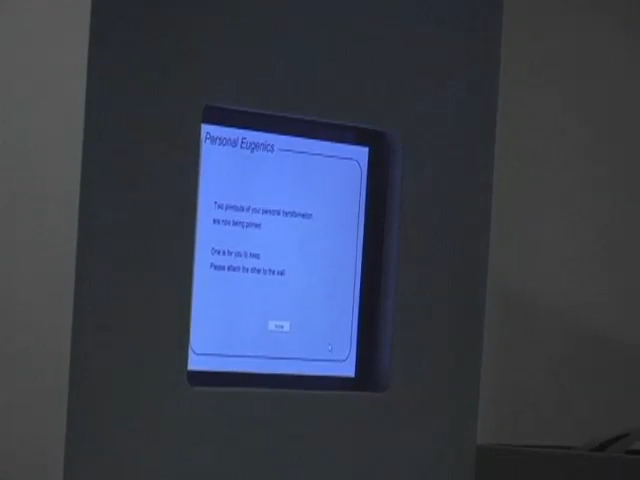 Personal Eugenics
Two printouts of your personal transformation
are now being printed
One is for you to keep
Please attach the other to the wall